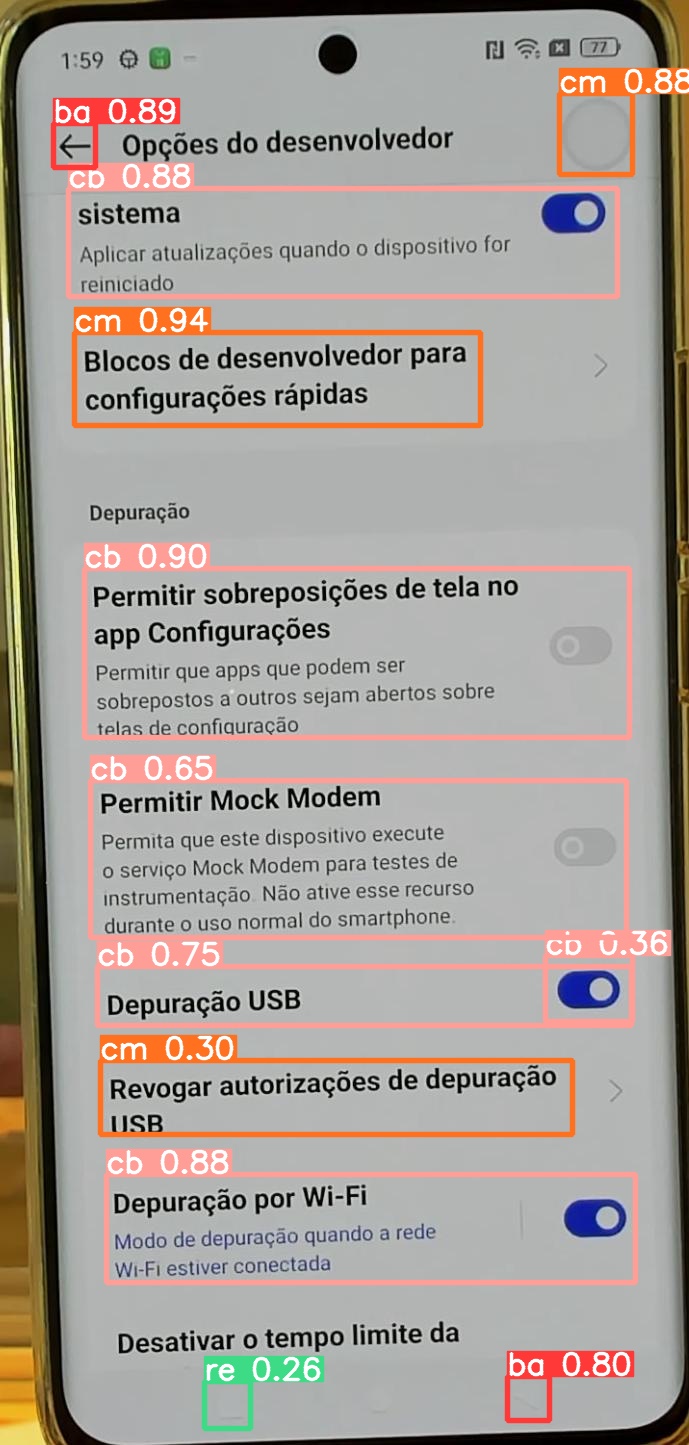 1:59 77
cm 0.88
ba 0.89
Opções do desenvolvedor
cb 0.88
sistema
Aplicar atualizações quando o dispositivo for
reiniciado
cm 0.94
Blocos de desenvolvedor para
configurações rápidas
Depuração
cb 0.90
Permitir sobreposições de tela no
app Configurações
Permitir que apps que podem ser
sobrepostos a outros sejam abertos sobre
telas de configuração
cb 0.65
Permitir Mock Modem
Permita que este dispositivo execute
o serviço Mock Modem para testes de
instrumentação. Não ative esse recurso
durante o uso normal do smartphone.
cb 0.75
cb 0.36
Depuração USB
cm 0.30
Revogar autorizações de depuração
USB
cb 0.88
Depuração por Wi-Fi
Modo de depuração quando a rede
Wi-Fi estiver conectada
Desativar o tempo limite da
re 0.26
ba 0.80